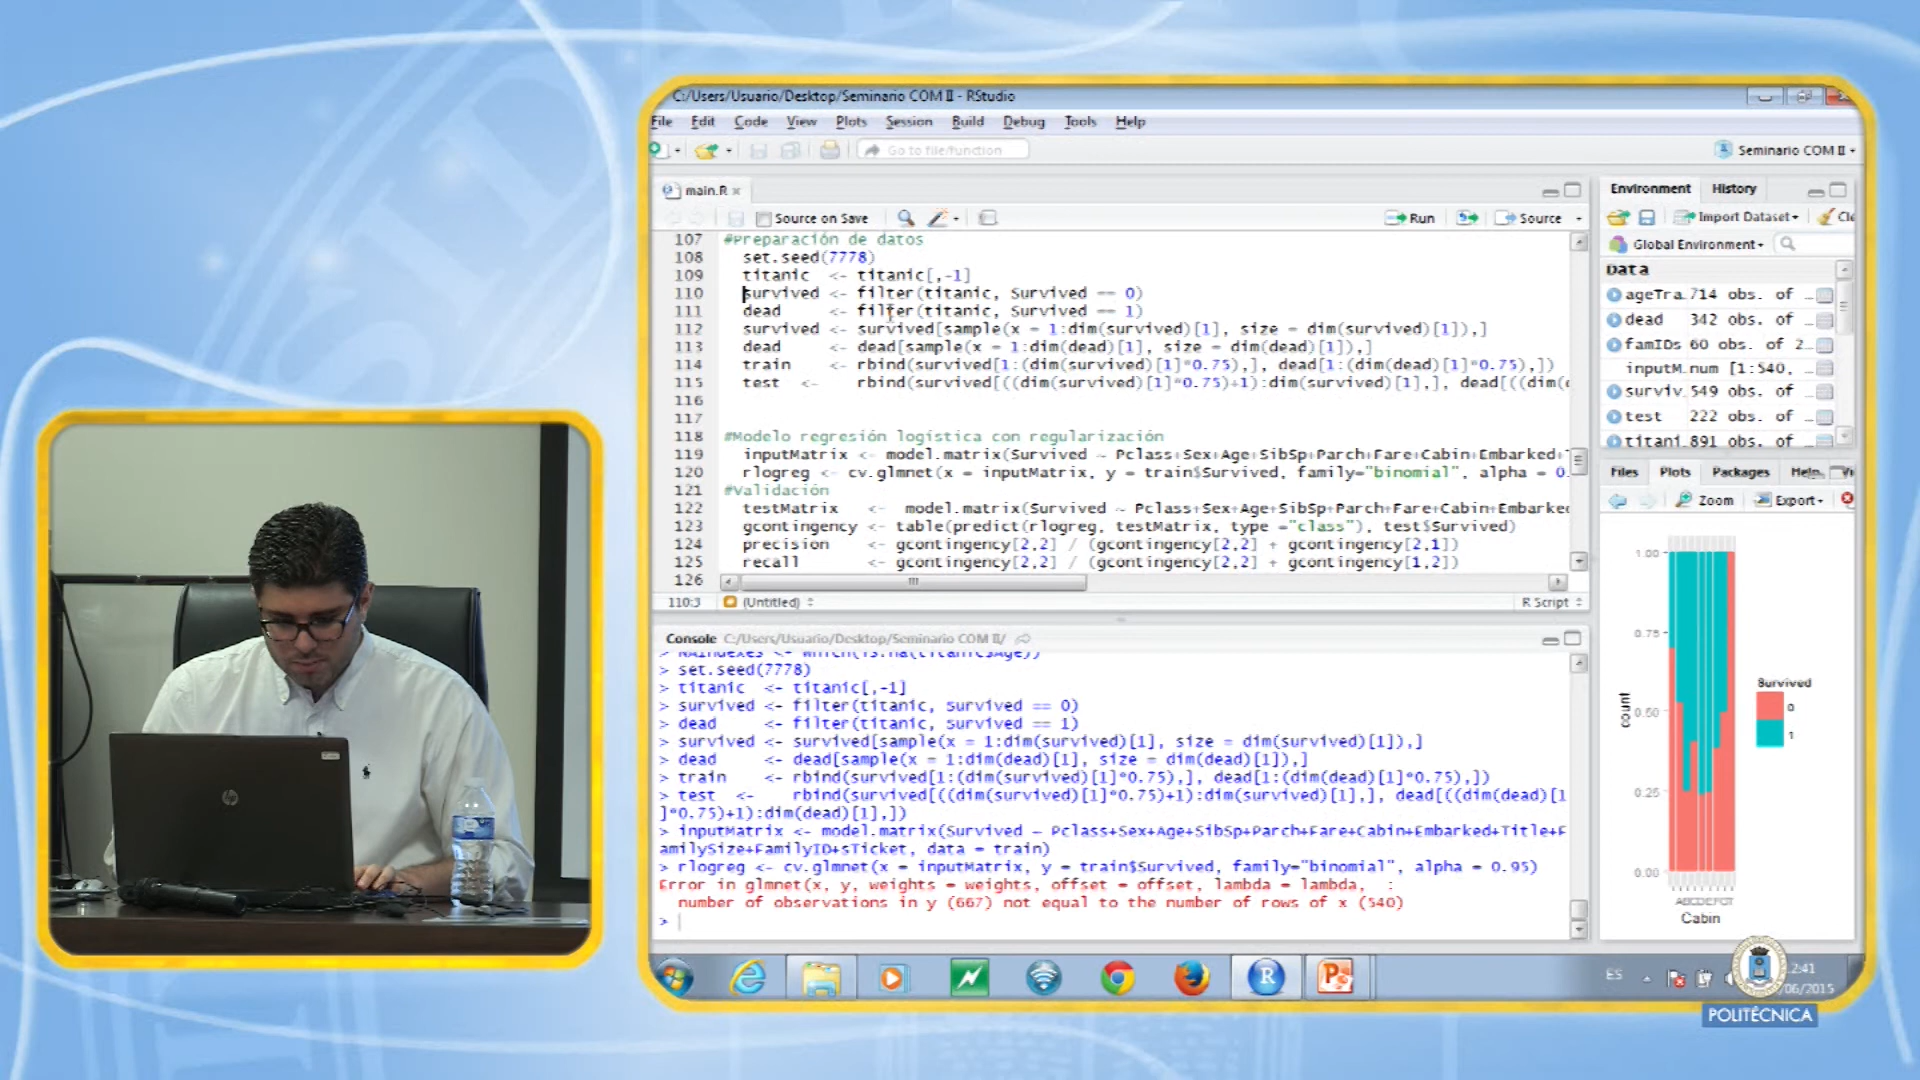 C:/Users/Usuario/Desktop/Seminario COM II - RStudio
File Edit Code View Plots Session Build Debug Tools Help
Go to file/function
Seminario COM II
main.R
Source on Save
Run
Source
107 #Preparación de datos
108 set.seed(7778)
109 titanic <- titanic[,-1]
110 survived <- filter(titanic, Survived == 0)
111 dead <- filter(titanic, Survived == 1)
112 survived <- survived[sample(x = 1:dim(survived)[1], size = dim(survived)[1]),]
113 dead <- dead[sample(x = 1:dim(dead)[1], size = dim(dead)[1]),]
114 train <- rbind(survived[1:(dim(survived)[1]*0.75),], dead[1:(dim(dead)[1]*0.75),])
115 test <- rbind(survived[((dim(survived)[1]*0.75)+1):dim(survived)[1],], dead[((dim(
116
117
118 #Modelo regresión logística con regularización
119 inputMatrix <- model.matrix(Survived ~ Pclass+Sex+Age+SibSp+Parch+Fare+Cabin+Embarked+
120 rlogreg <- cv.glmnet(x = inputMatrix, y = train$Survived, family="binomial", alpha = 0.
121 #Validación
122 testMatrix <- model.matrix(Survived ~ Pclass+Sex+Age+SibSp+Parch+Fare+Cabin+Embarked
123 gcontingency <- table(predict(rlogreg, testMatrix, type ="class"), test$Survived)
124 precision <- gcontingency[2,2] / (gcontingency[2,2] + gcontingency[2,1])
125 recall <- gcontingency[2,2] / (gcontingency[2,2] + gcontingency[1,2])
126
110:3 (Untitled) R Script
Console C:/Users/Usuario/Desktop/Seminario COM II/
> NAindexes <- which(is.na(titanic$Age))
> set.seed(7778)
> titanic <- titanic[,-1]
> survived <- filter(titanic, Survived == 0)
> dead <- filter(titanic, Survived == 1)
> survived <- survived[sample(x = 1:dim(survived)[1], size = dim(survived)[1]),]
> dead <- dead[sample(x = 1:dim(dead)[1], size = dim(dead)[1]),]
> train <- rbind(survived[1:(dim(survived)[1]*0.75),], dead[1:(dim(dead)[1]*0.75),])
> test <- rbind(survived[((dim(survived)[1]*0.75)+1):dim(survived)[1],], dead[((dim(dead)[1
]*0.75)+1):dim(dead)[1],])
> inputMatrix <- model.matrix(Survived ~ Pclass+Sex+Age+SibSp+Parch+Fare+Cabin+Embarked+Title+F
amilySize+FamilyID+sTicket, data = train)
> rlogreg <- cv.glmnet(x = inputMatrix, y = train$Survived, family="binomial", alpha = 0.95)
Error in glmnet(x, y, weights = weights, offset = offset, lambda = lambda, :
number of observations in y (667) not equal to the number of rows of x (540)
>
Environment History
Import Dataset
Global Environment
Data
ageTra… 714 obs. of …
dead 342 obs. of …
famIDs 60 obs. of 2…
inputM… num [1:540, …
surviv… 549 obs. of …
test 222 obs. of …
titani… 891 obs. of …
Files Plots Packages Help
Zoom Export
1.00
0.75
0.50
0.25
0.00
count
ABCDEFGT
Cabin
Survived
0
1
hp
ES
2:41
/06/2015
POLITÉCNICA